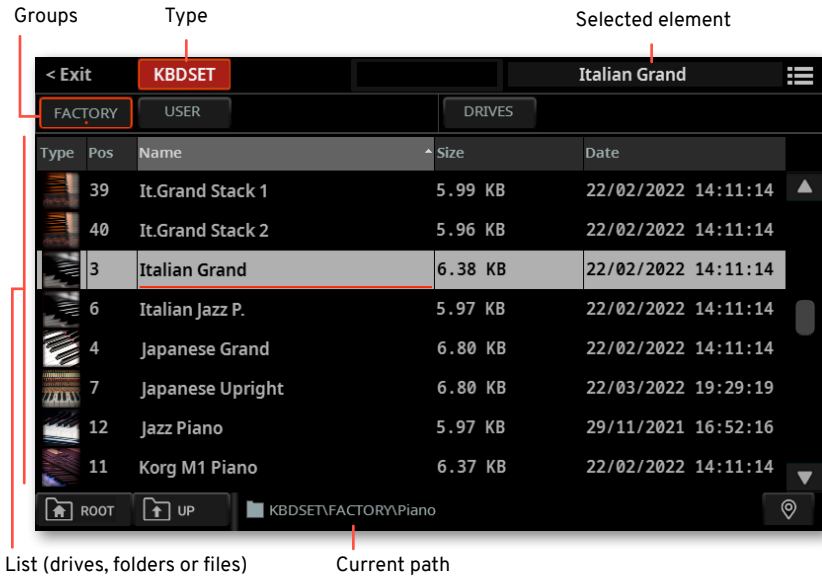 Groups Type Selected element
< Exit KBDSET Italian Grand
FACTORY USER DRIVES
Type Pos Name Size Date
39 It.Grand Stack 1 5.99 KB 22/02/2022 14:11:14
40 It.Grand Stack 2 5.96 KB 22/02/2022 14:11:14
3 Italian Grand 6.38 KB 22/02/2022 14:11:14
6 Italian Jazz P. 5.97 KB 22/02/2022 14:11:14
4 Japanese Grand 6.80 KB 22/02/2022 14:11:14
7 Japanese Upright 6.80 KB 22/03/2022 19:29:19
12 Jazz Piano 5.97 KB 29/11/2021 16:52:16
11 Korg M1 Piano 6.37 KB 22/02/2022 14:11:14
ROOT UP KBDSET\FACTORY\Piano
List (drives, folders or files) Current path